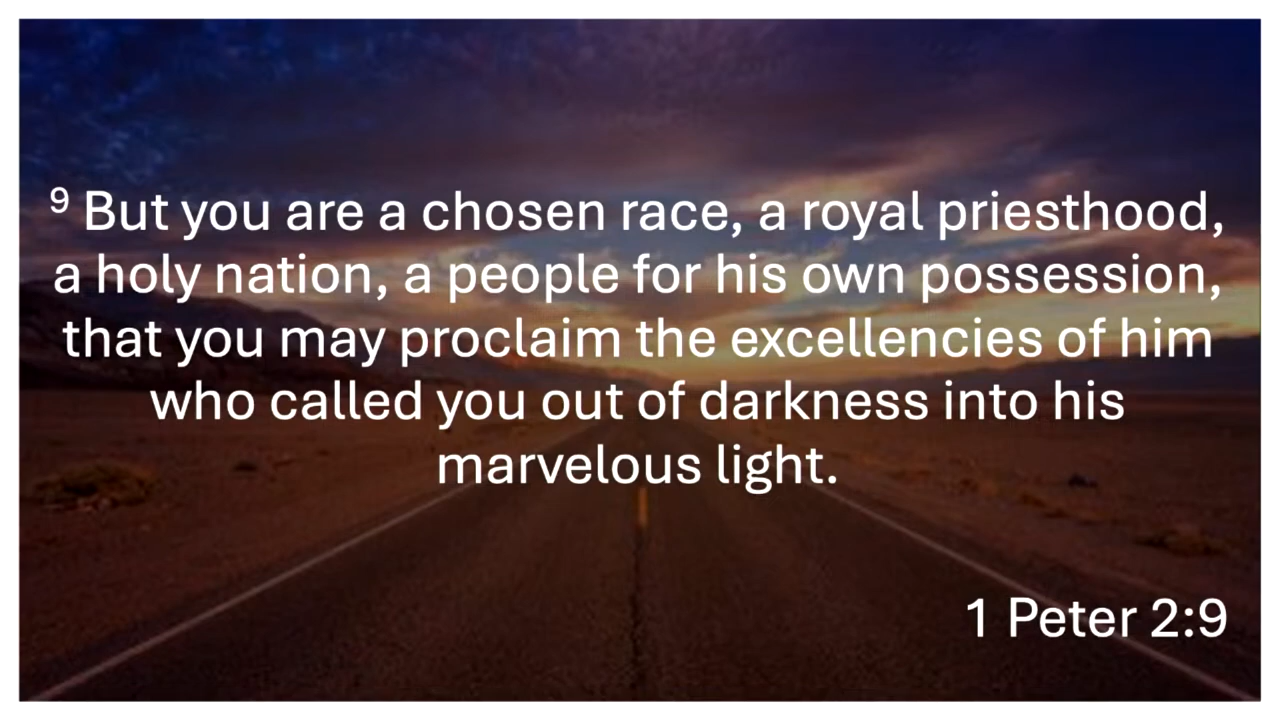 ⁹ But you are a chosen race, a royal priesthood,
a holy nation, a people for his own possession,
that you may proclaim the excellencies of him
who called you out of darkness into his
marvelous light.
1 Peter 2:9